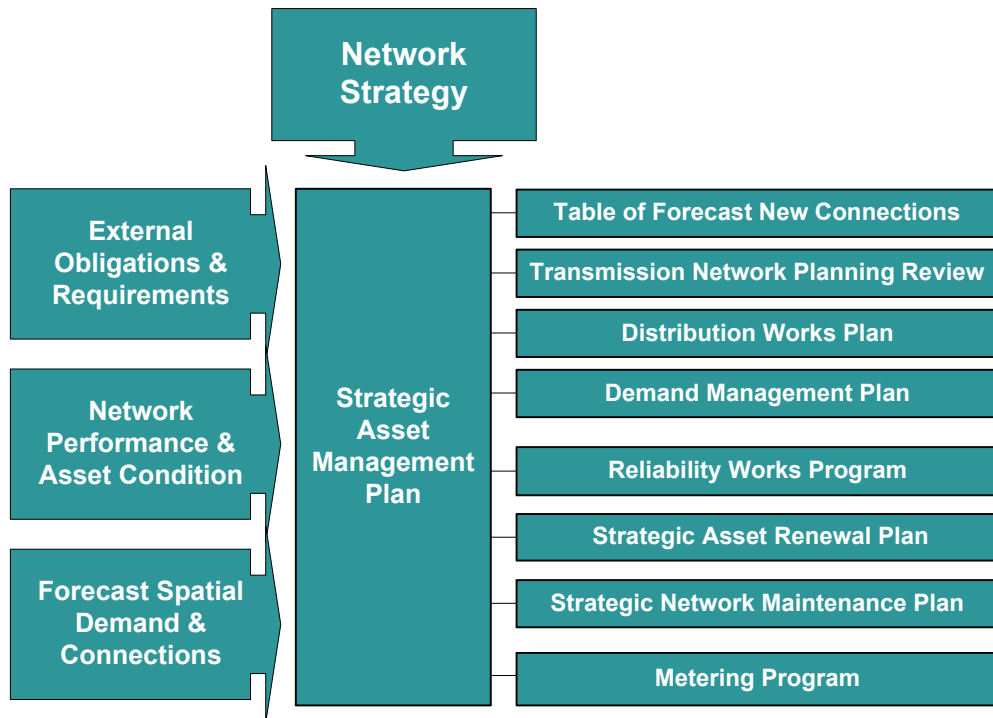 Network
Strategy
External
Obligations &
Requirements
Network
Performance &
Asset Condition
Forecast Spatial
Demand &
Connections
Strategic
Asset
Management
Plan
Table of Forecast New Connections
Transmission Network Planning Review
Distribution Works Plan
Demand Management Plan
Reliability Works Program
Strategic Asset Renewal Plan
Strategic Network Maintenance Plan
Metering Program